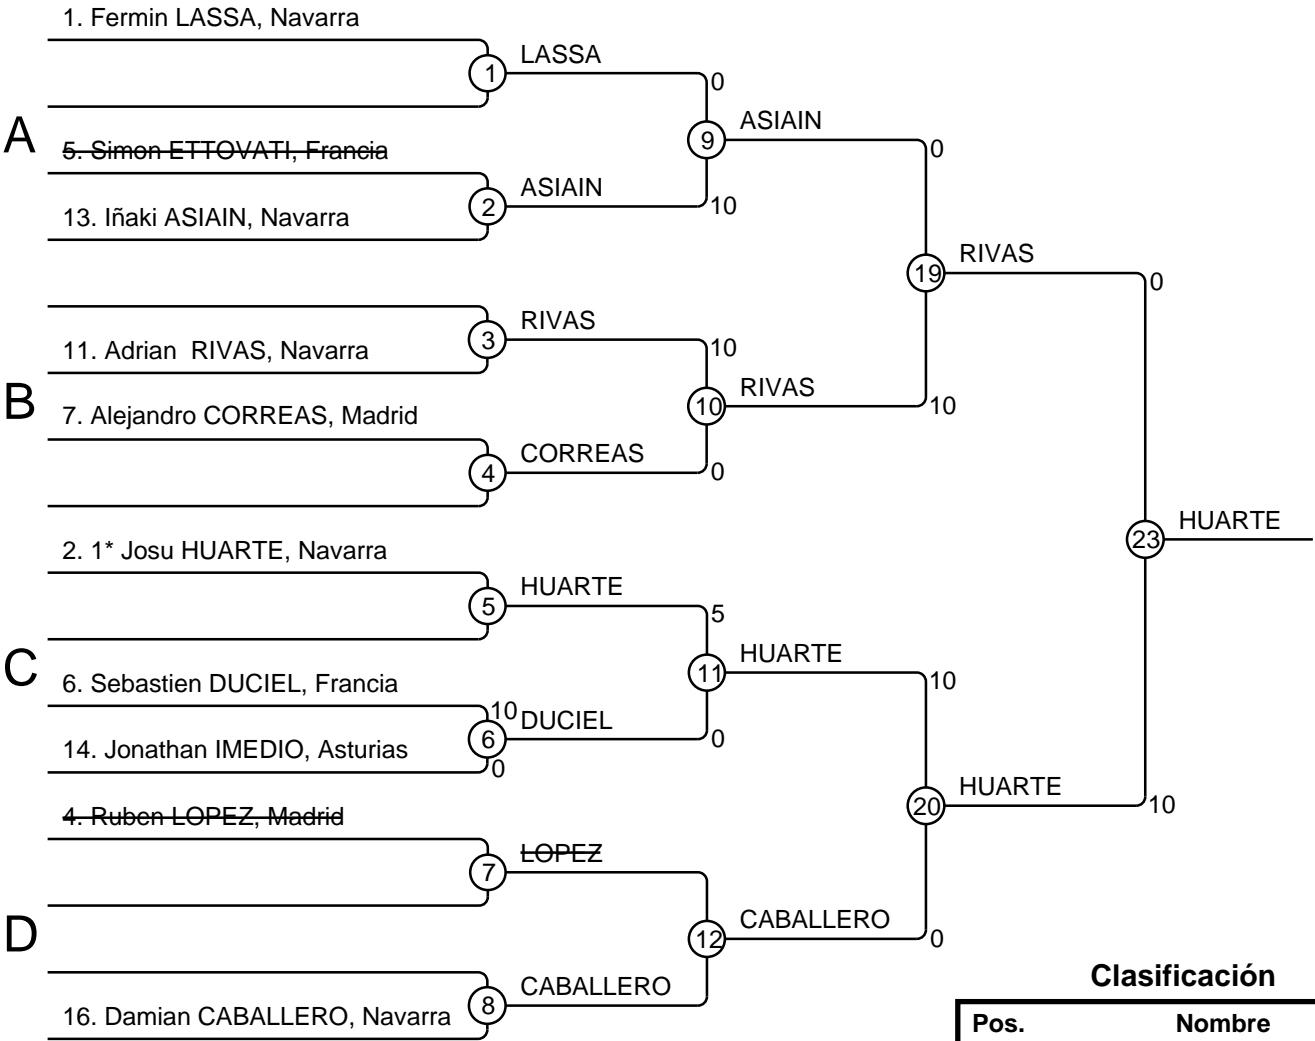 1. Fermin LASSA, Navarra
LASSA
1
0
A
ASIAIN
9
0
5. Simon ETTOVATI, Francia
ASIAIN
2
10
13. Iñaki ASIAIN, Navarra
RIVAS
19
0
RIVAS
3
10
11. Adrian RIVAS, Navarra
B
RIVAS
10
10
7. Alejandro CORREAS, Madrid
CORREAS
4
0
HUARTE
23
2. 1* Josu HUARTE, Navarra
HUARTE
5
5
C
HUARTE
11
10
6. Sebastien DUCIEL, Francia
10
DUCIEL
6
0
14. Jonathan IMEDIO, Asturias
0
HUARTE
20
10
4. Ruben LOPEZ, Madrid
LOPEZ
7
D
CABALLERO
12
0
CABALLERO
8
16. Damian CABALLERO, Navarra
Clasificación
Pos. Nombre